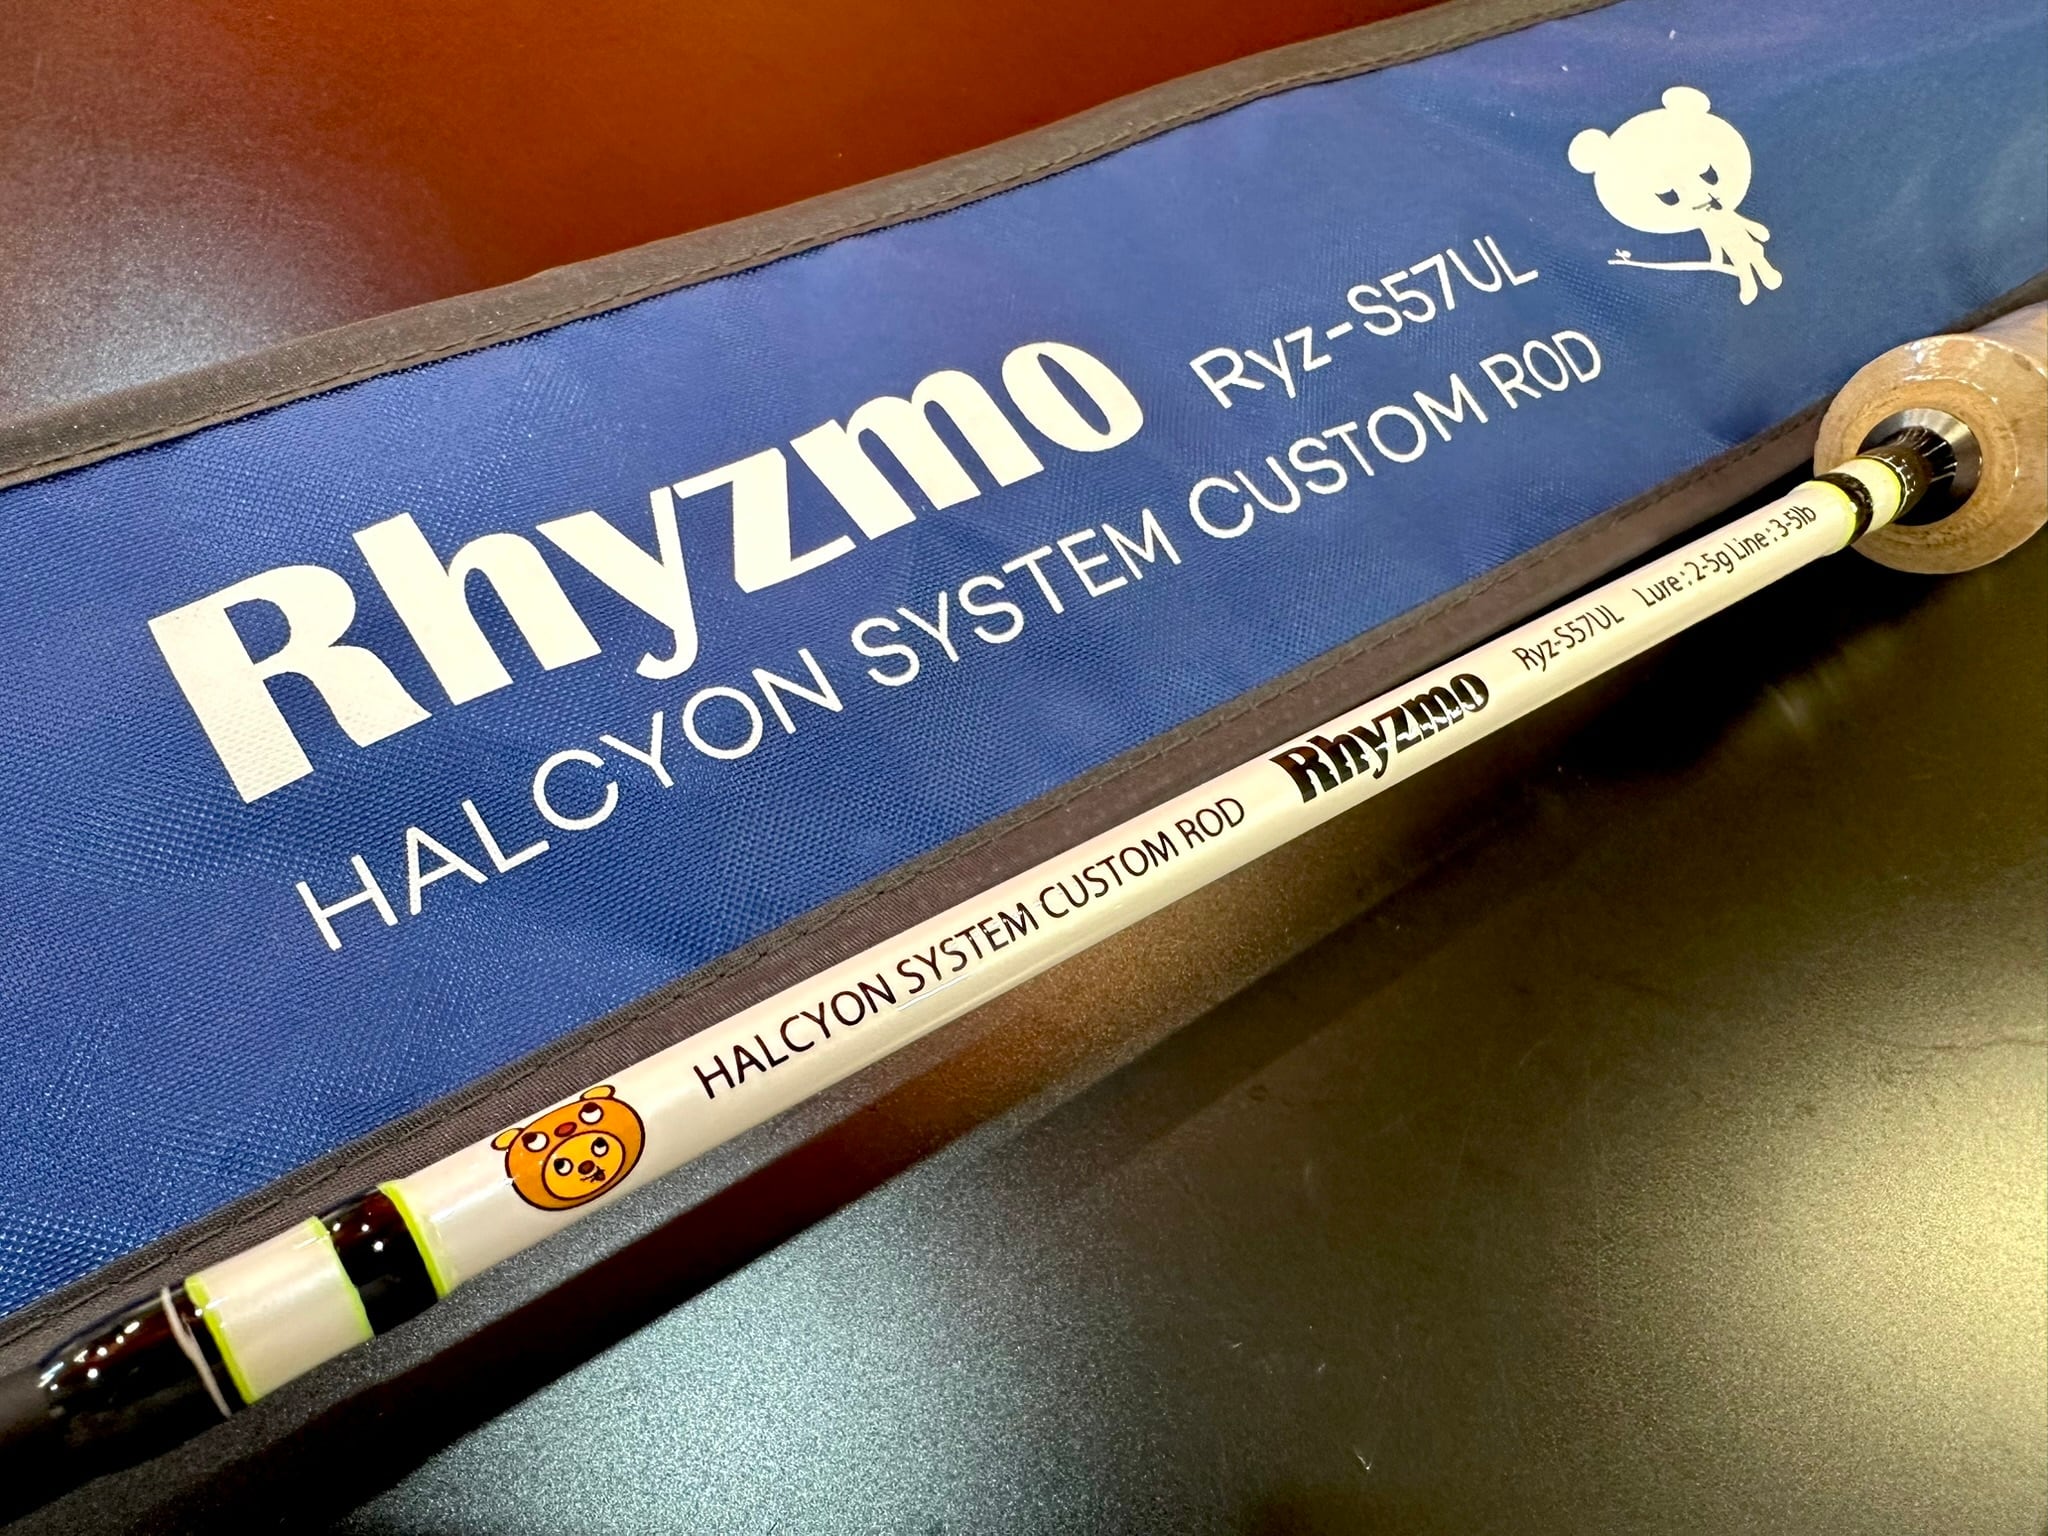 Rhyzmo Ryz-S57UL
HALCYON SYSTEM CUSTOM ROD
HALCYON SYSTEM CUSTOM ROD Rhyzmo Ryz-S57UL Lure:2-5g Line:3-5lb